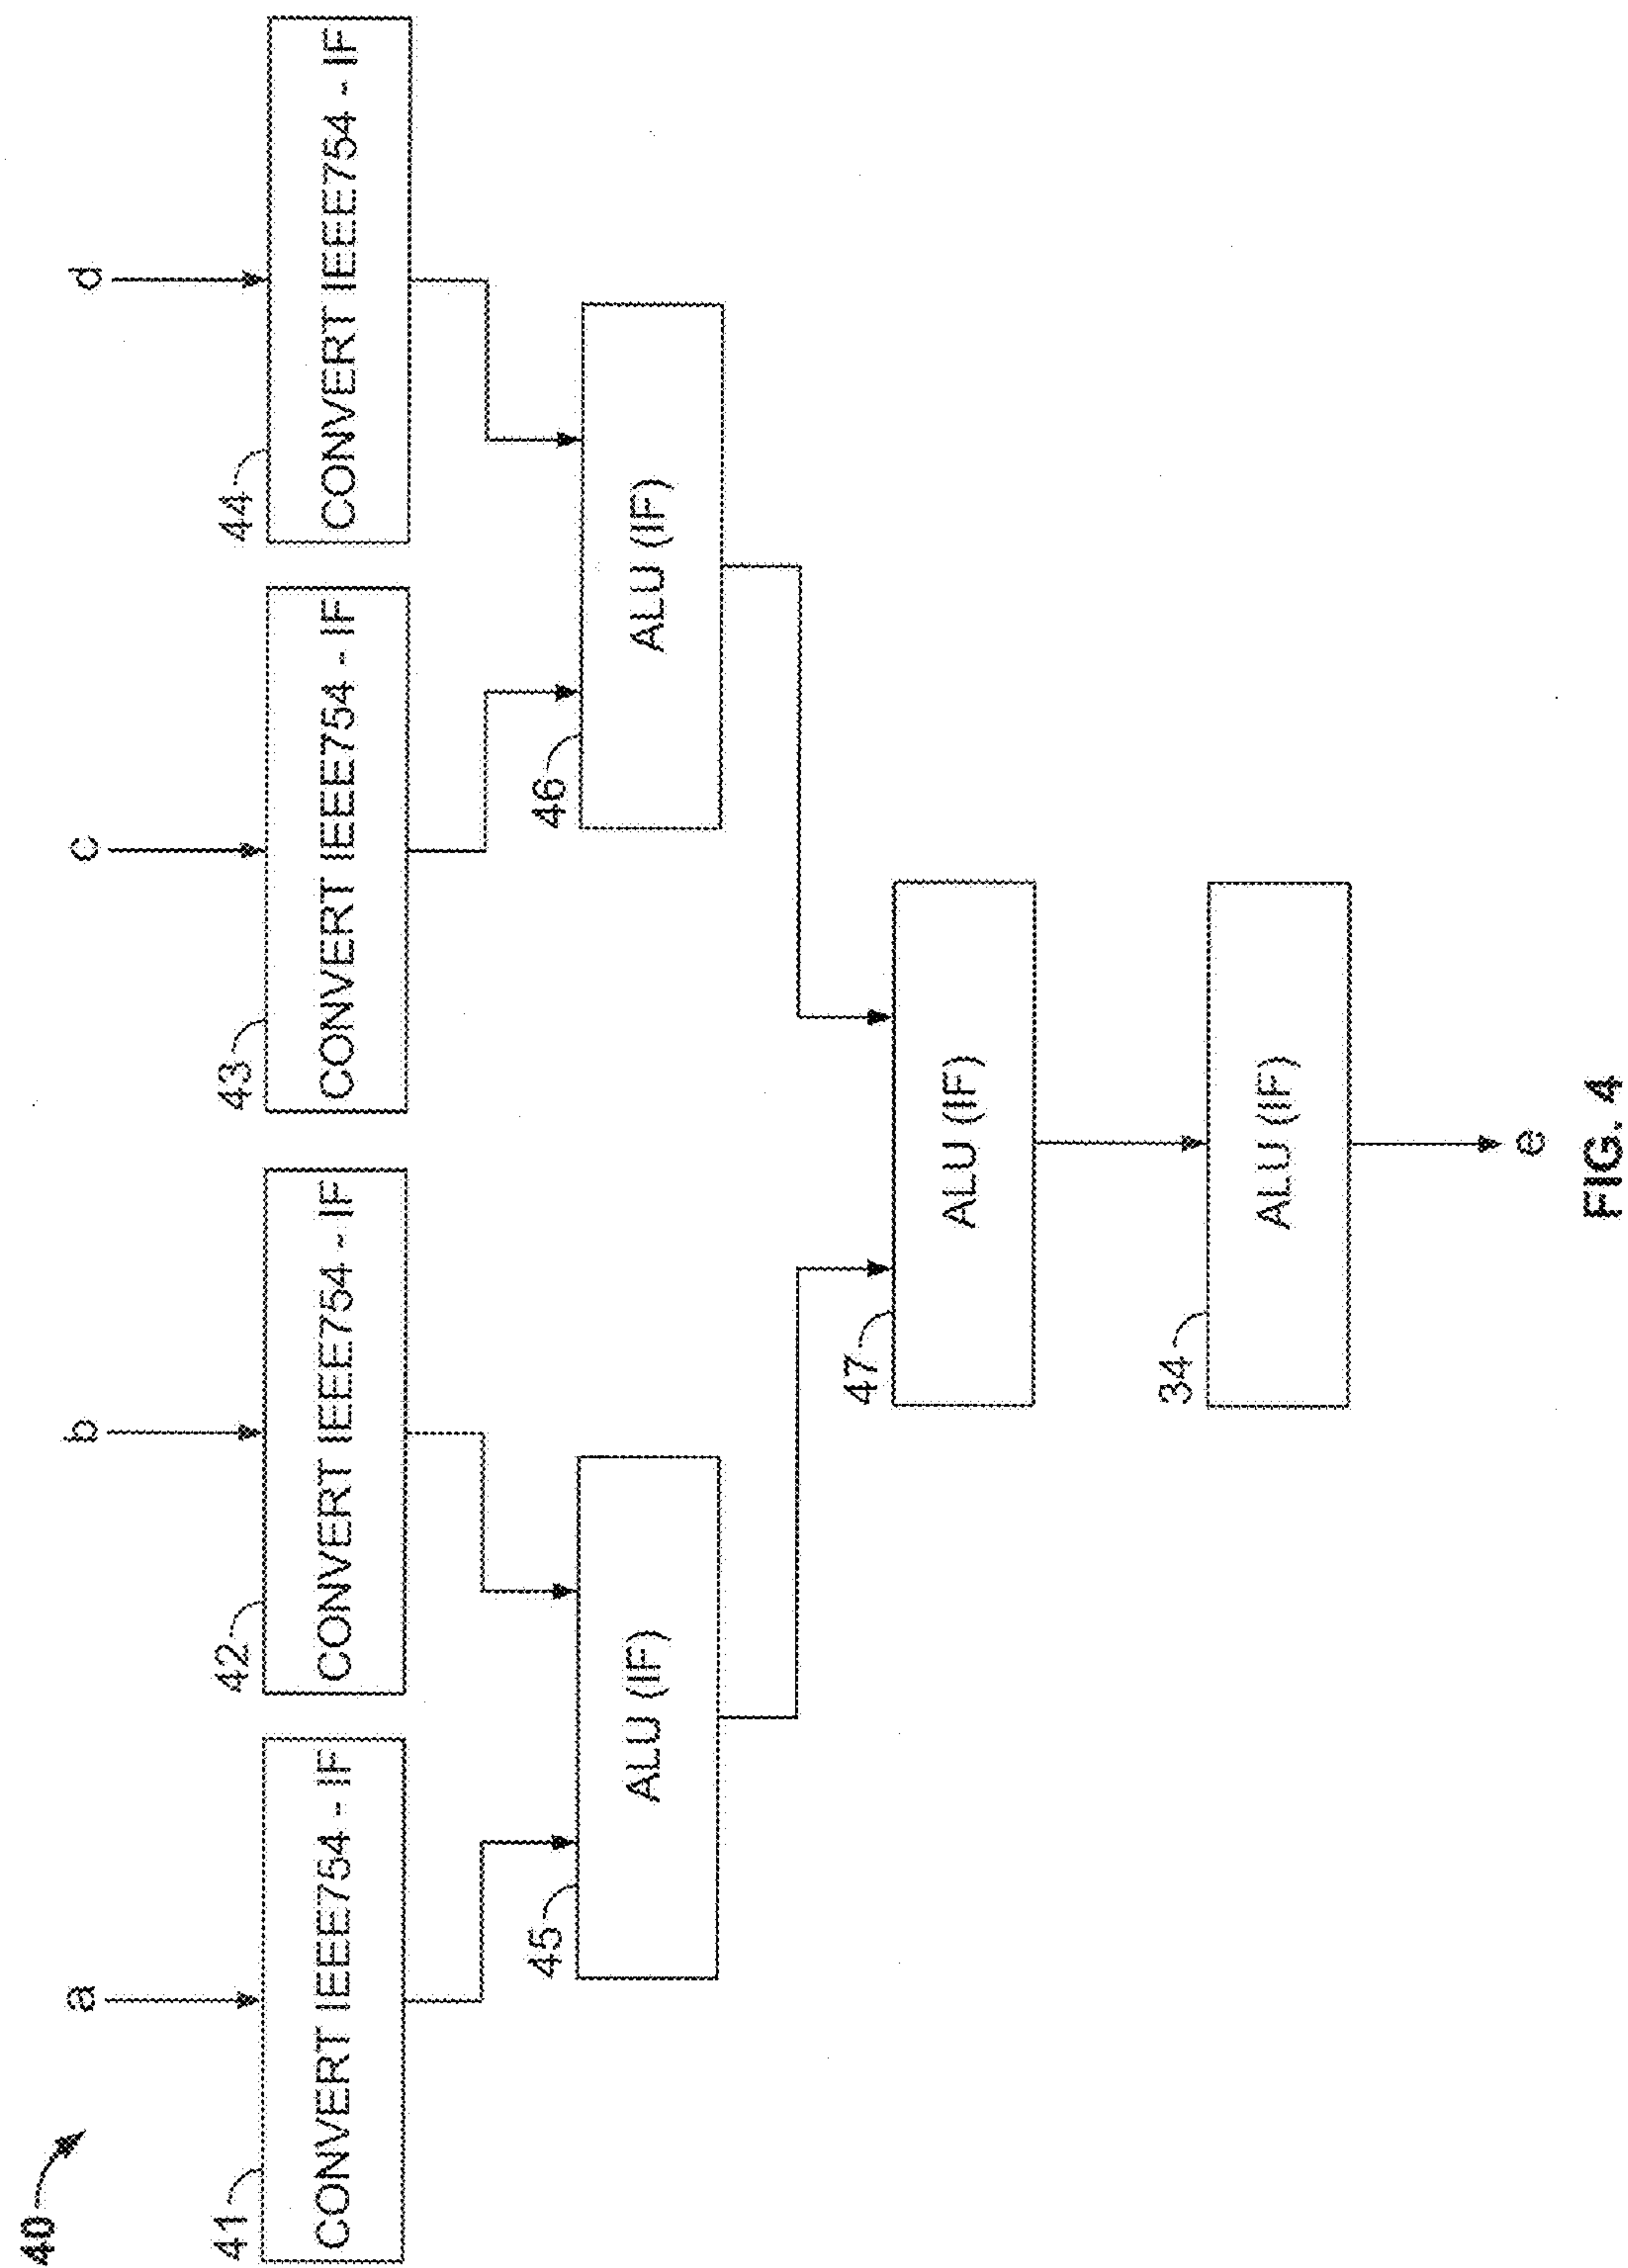 40
a
b
c
d
41
42
43
44
CONVERT IEEE754 - IF
CONVERT IEEE754 - IF
CONVERT IEEE754 - IF
CONVERT IEEE754 - IF
45
46
ALU (IF)
ALU (IF)
47
ALU (IF)
34
ALU (IF)
e
FIG. 4